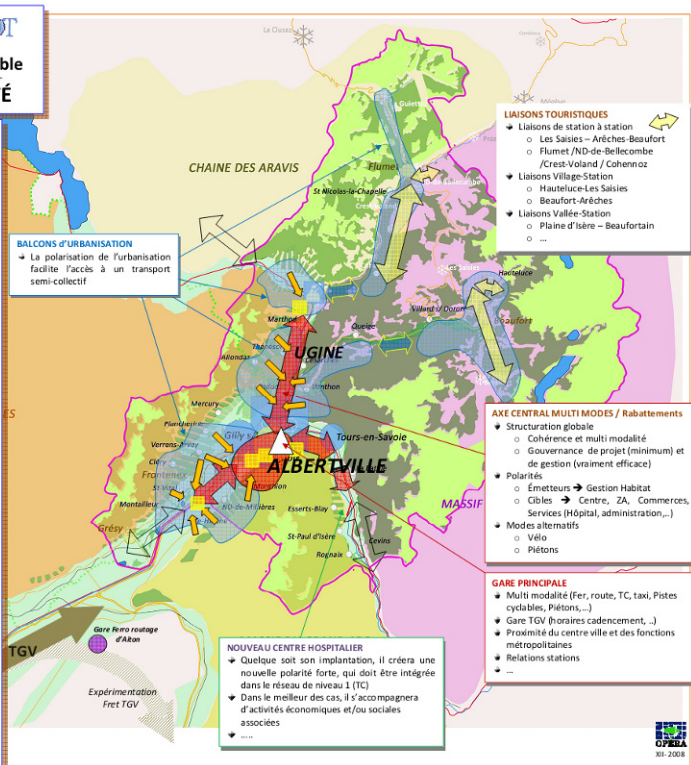 ble
É
Le Clusaz
CHAINE DES ARAVIS
Flumet
St Nicolas-la-Chapelle
LIAISONS TOURISTIQUES
Liaisons de station à station
o Les Saisies – Arêches-Beaufort
o Flumet /ND-de-Bellecombe
/Crest-Voland / Cohennoz
Liaisons Village-Station
o Hauteluce-Les Saisies
o Beaufort-Arêches
Liaisons Vallée-Station
o Plaine d'Isère – Beaufortain
o ...
BALCONS d'URBANISATION
La polarisation de l'urbanisation
facilite l'accès à un transport
semi-collectif
Les Saisies
Hauteluce
Villard s/ Doron
Beaufort
Marthod
Queige
UGINE
Allondaz
Mercury
Gilly s/
Verrens-Arvey
Cléry
Frontenex
Tours-en-Savoie
ALBERTVILLE
Montailleur
Grésy
ND-de-Millières
Esserts-Blay
St-Paul d'Isère
Rognaix
Cevins
MASSIF
ES
AXE CENTRAL MULTI MODES / Rabattements
Structuration globale
o Cohérence et multi modalité
o Gouvernance de projet (minimum) et
de gestion (vraiment efficace)
Polarités
o Émetteurs ➔ Gestion Habitat
o Cibles ➔ Centre, ZA, Commerces,
Services (Hôpital, administration,..)
Modes alternatifs
o Vélo
o Piétons
GARE PRINCIPALE
Multi modalité (Fer, route, TC, taxi, Pistes
cyclables, Piétons,...)
Gare TGV (horaires cadencement, ..)
Proximité du centre ville et des fonctions
métropolitaines
Relations stations
...
TGV
Gare Ferro routage
d'Aiton
Expérimentation
Fret TGV
NOUVEAU CENTRE HOSPITALIER
Quelque soit son implantation, il créera une
nouvelle polarité forte, qui doit être intégrée
dans le réseau de niveau 1 (TC)
Dans le meilleur des cas, il s'accompagnera
d'activités économiques et/ou sociales
associées
.....
OPERA
XII- 2008